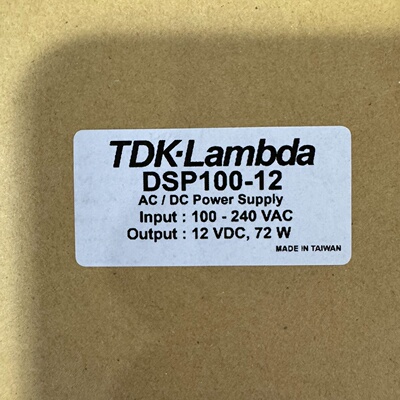 TDK·Lambda
DSP100-12
AC / DC Power Supply
Input : 100 - 240 VAC
Output : 12 VDC, 72 W
MADE IN TAIWAN